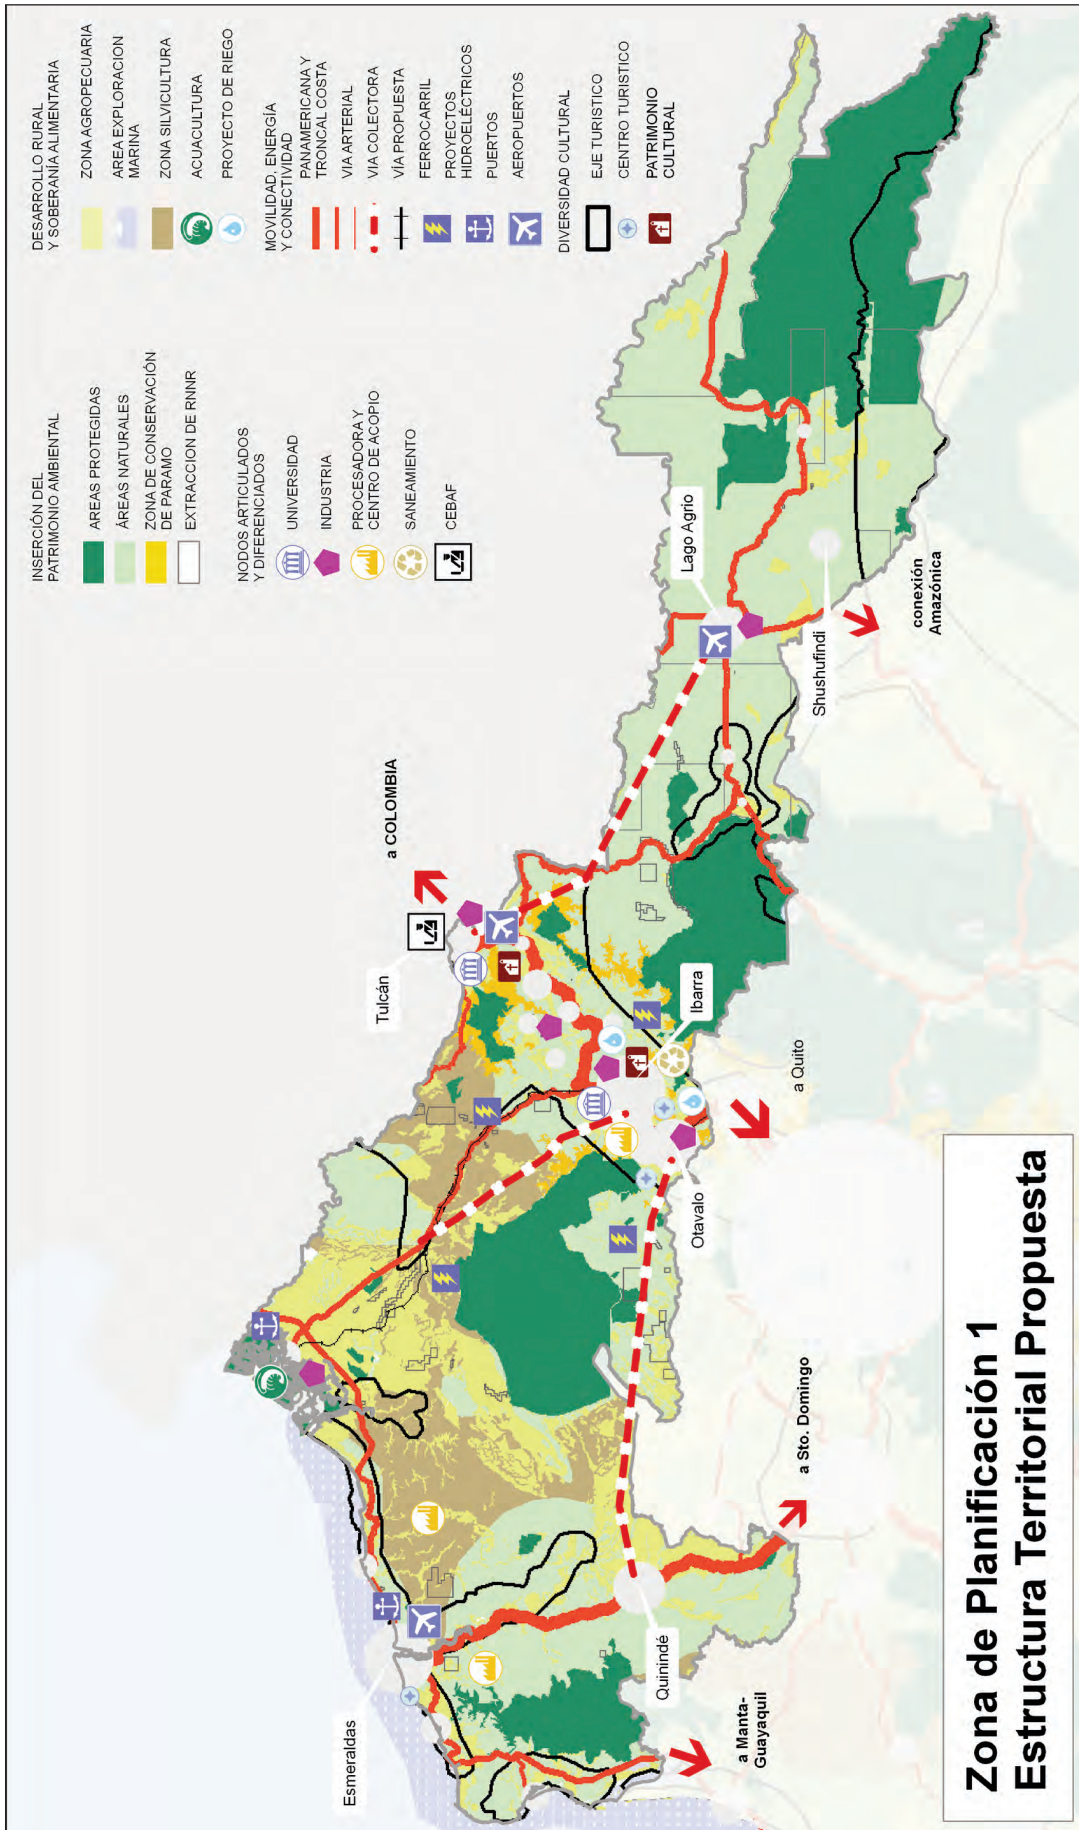 INSERCIÓN DEL
PATRIMONIO AMBIENTAL
AREAS PROTEGIDAS
ÁREAS NATURALES
ZONA DE CONSERVACIÓN
DE PARAMO
EXTRACCION DE RNNR
NODOS ARTICULADOS
Y DIFERENCIADOS
UNIVERSIDAD
INDUSTRIA
PROCESADORA Y
CENTRO DE ACOPIO
SANEAMIENTO
CEBAF
DESARROLLO RURAL
Y SOBERANÍA ALIMENTARIA
ZONA AGROPECUARIA
AREA EXPLORACION
MARINA
ZONA SILVICULTURA
ACUACULTURA
PROYECTO DE RIEGO
MOVILIDAD, ENERGÍA
Y CONECTIVIDAD
PANAMERICANA Y
TRONCAL COSTA
VIA ARTERIAL
VIA COLECTORA
VÍA PROPUESTA
FERROCARRIL
PROYECTOS
HIDROELÉCTRICOS
PUERTOS
AEROPUERTOS
DIVERSIDAD CULTURAL
EJE TURISTICO
CENTRO TURISTICO
PATRIMONIO
CULTURAL
a COLOMBIA
Tulcán
Lago Agrio
Esmeraldas
Ibarra
Shushufindi
conexión
Amazónica
Quinindé
Otavalo
a Quito
a Manta-
Guayaquil
a Sto. Domingo
Zona de Planificación 1
Estructura Territorial Propuesta